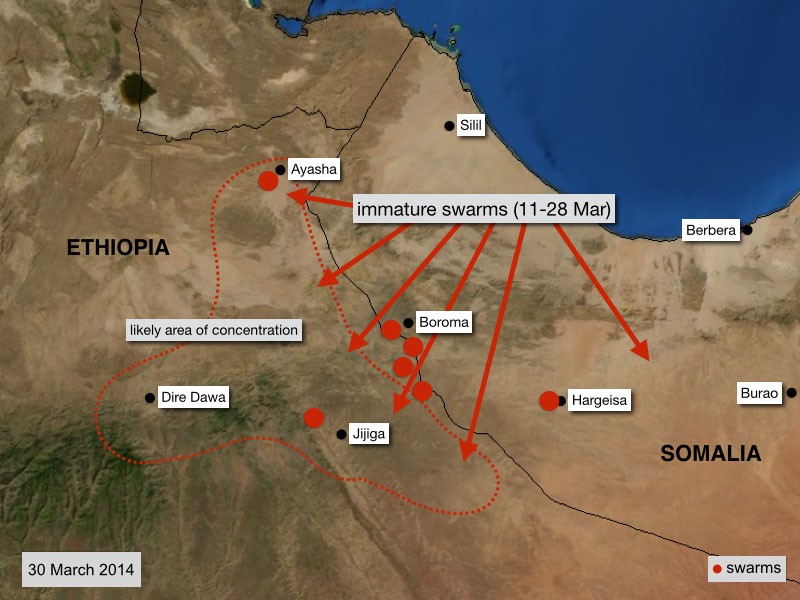 Silil
Ayasha
immature swarms (11-28 Mar)
Berbera
ETHIOPIA
Boroma
likely area of concentration
Dire Dawa
Hargeisa
Burao
Jijiga
SOMALIA
30 March 2014
swarms